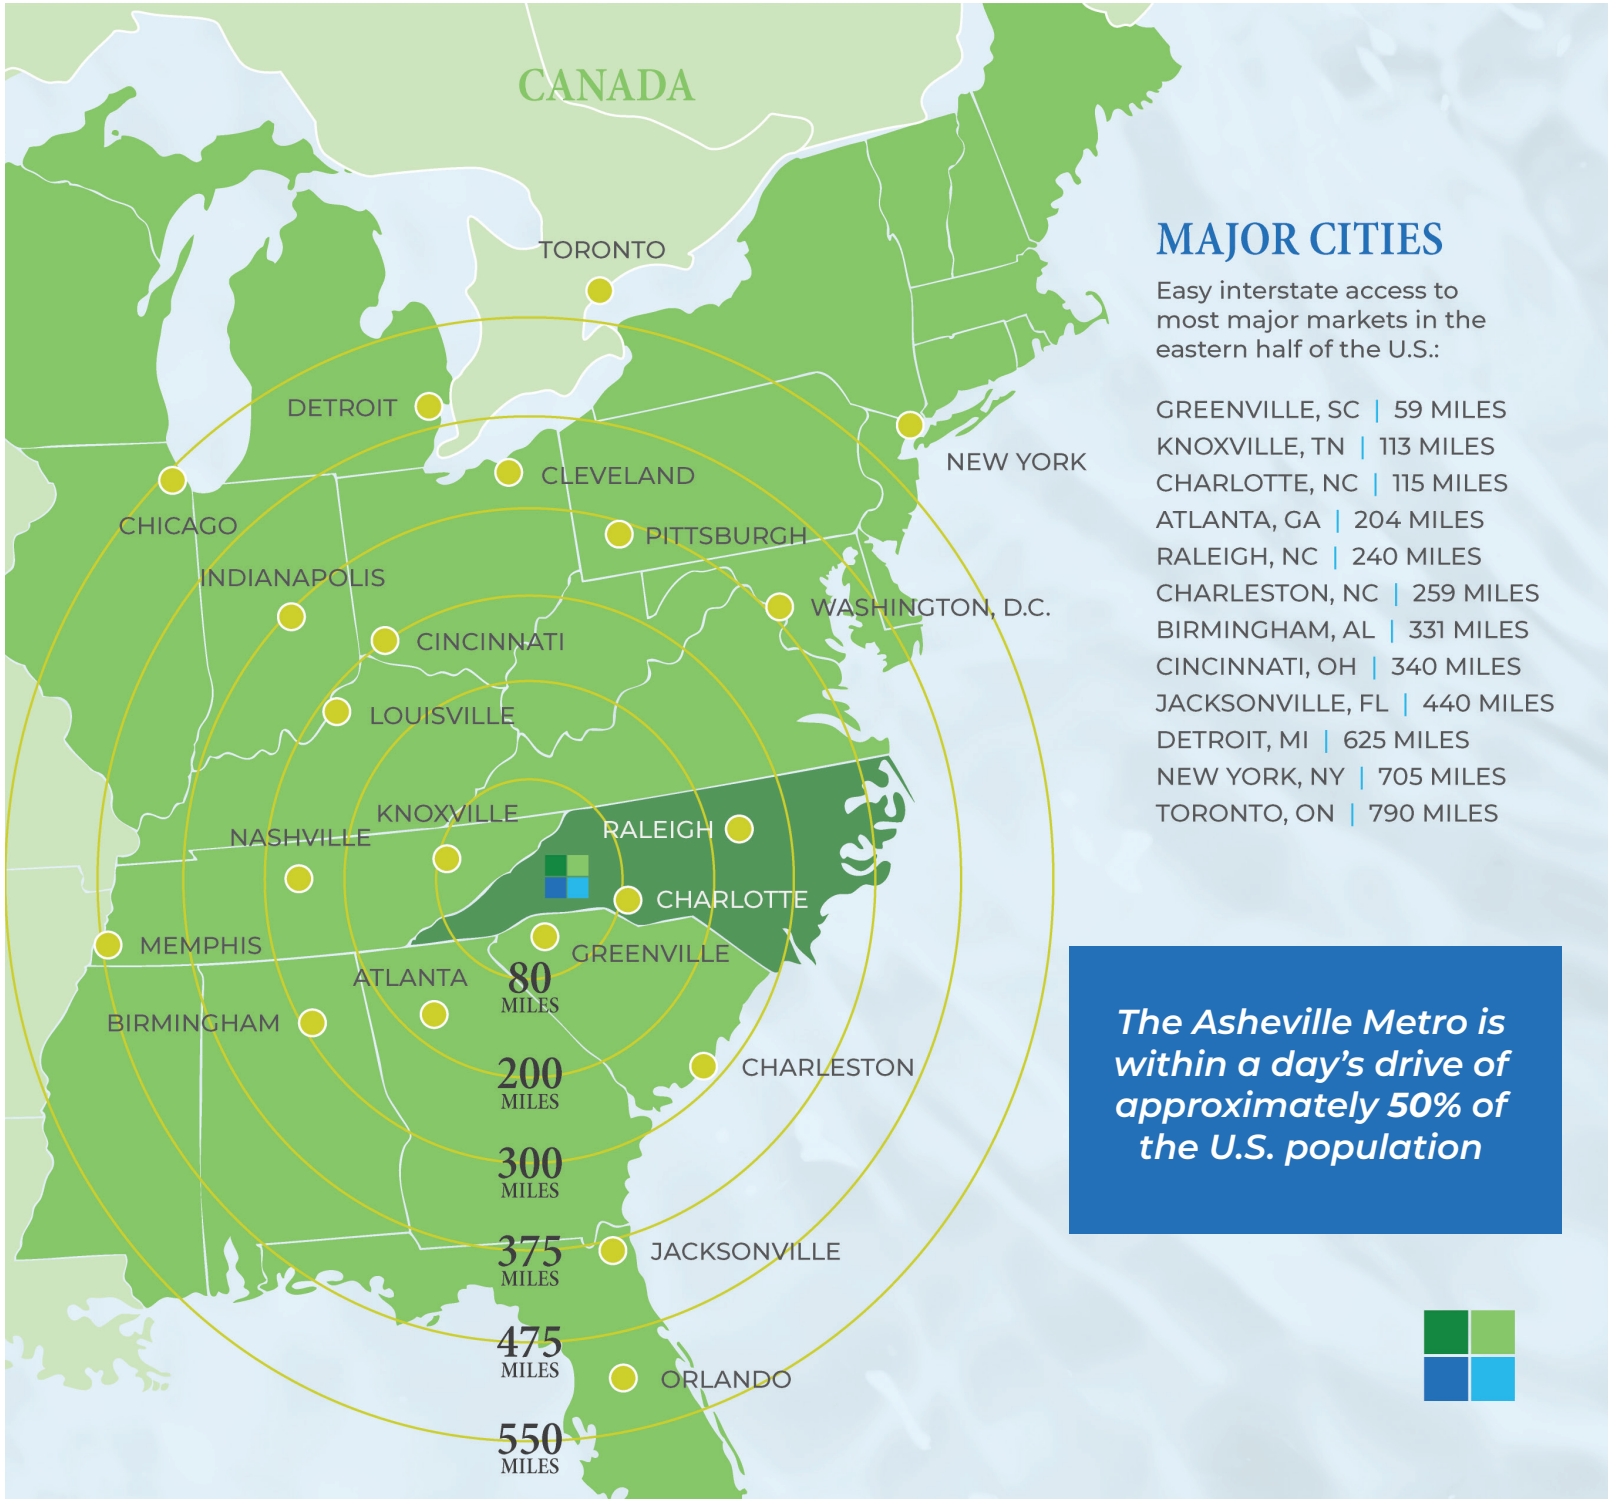 CANADA
TORONTO
DETROIT
CLEVELAND
NEW YORK
CHICAGO
PITTSBURGH
INDIANAPOLIS
WASHINGTON, D.C.
CINCINNATI
LOUISVILLE
KNOXVILLE
NASHVILLE
RALEIGH
CHARLOTTE
MEMPHIS
GREENVILLE
ATLANTA
BIRMINGHAM
CHARLESTON
JACKSONVILLE
ORLANDO
80
MILES
200
MILES
300
MILES
375
MILES
475
MILES
550
MILES
MAJOR CITIES
Easy interstate access to
most major markets in the
eastern half of the U.S.:
GREENVILLE, SC | 59 MILES
KNOXVILLE, TN | 113 MILES
CHARLOTTE, NC | 115 MILES
ATLANTA, GA | 204 MILES
RALEIGH, NC | 240 MILES
CHARLESTON, NC | 259 MILES
BIRMINGHAM, AL | 331 MILES
CINCINNATI, OH | 340 MILES
JACKSONVILLE, FL | 440 MILES
DETROIT, MI | 625 MILES
NEW YORK, NY | 705 MILES
TORONTO, ON | 790 MILES
The Asheville Metro is
within a day's drive of
approximately 50% of
the U.S. population